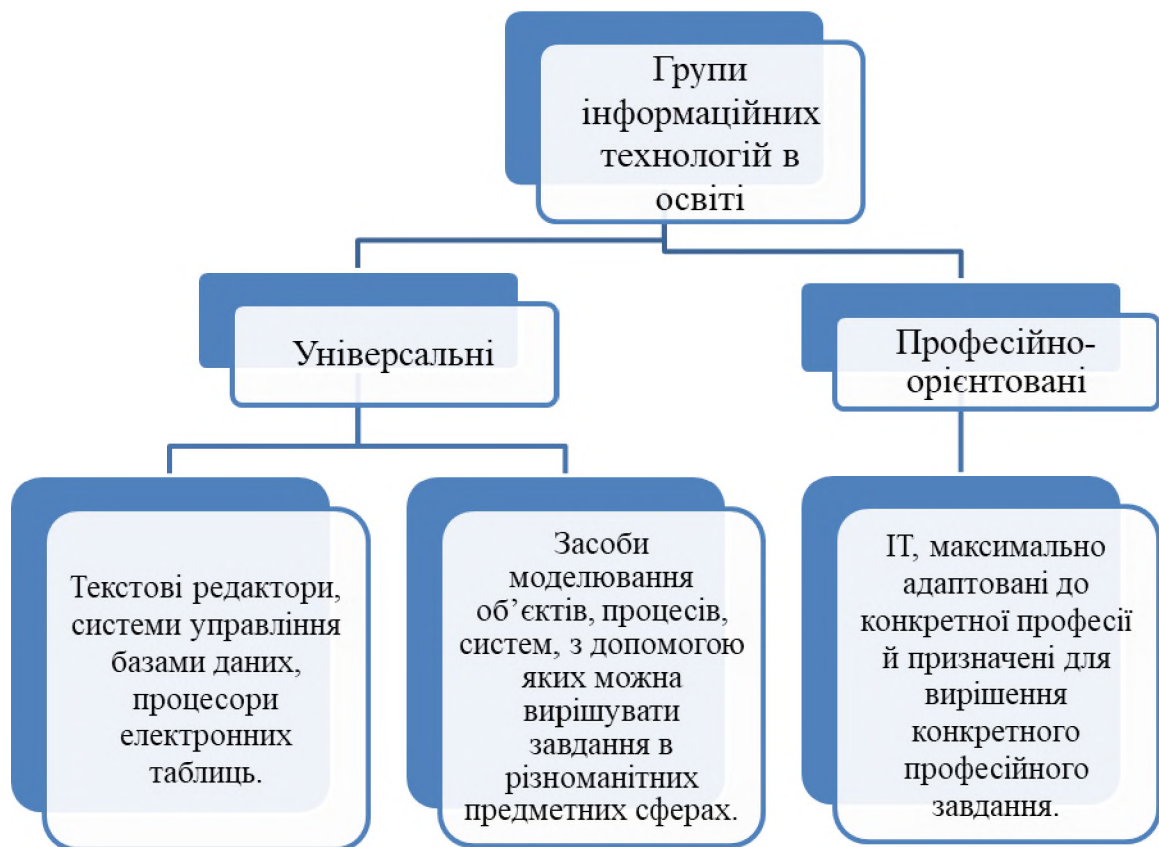 Групи
інформаційних
технологій в
освіті
Універсальні
Професійно-
орієнтовані
Текстові редактори,
системи управління
базами даних,
процесори
електронних
таблиць.
Засоби
моделювання
об’єктів, процесів,
систем, з допомогою
яких можна
вирішувати
завдання в
різноманітних
предметних сферах.
ІТ, максимально
адаптовані до
конкретної професії
й призначені для
вирішення
конкретного
професійного
завдання.